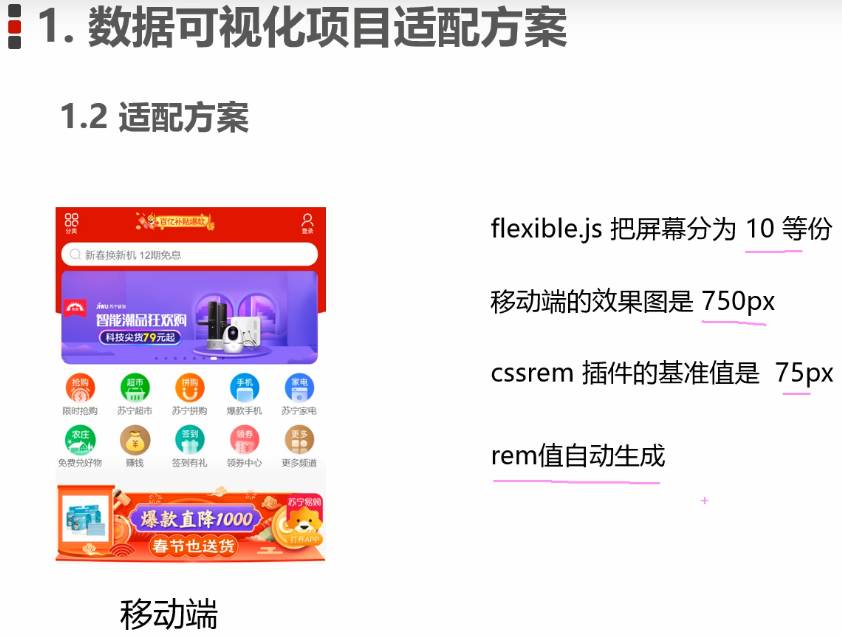 1. 数据可视化项目适配方案
1.2 适配方案
分类
百亿补贴爆款
登录
新春换新机 12期免息
智能潮品狂欢购
科技尖货79元起
抢购 超市 拼购 手机 家电
限时抢购 苏宁超市 苏宁拼购 爆款手机 苏宁家电
农庄 签到 领券 更多
免费兑好物 赚钱 签到有礼 领券中心 更多频道
苏宁易购
爆款直降1000
打开APP
春节也送货
移动端
flexible.js 把屏幕分为 10 等份
移动端的效果图是 750px
cssrem 插件的基准值是 75px
rem值自动生成